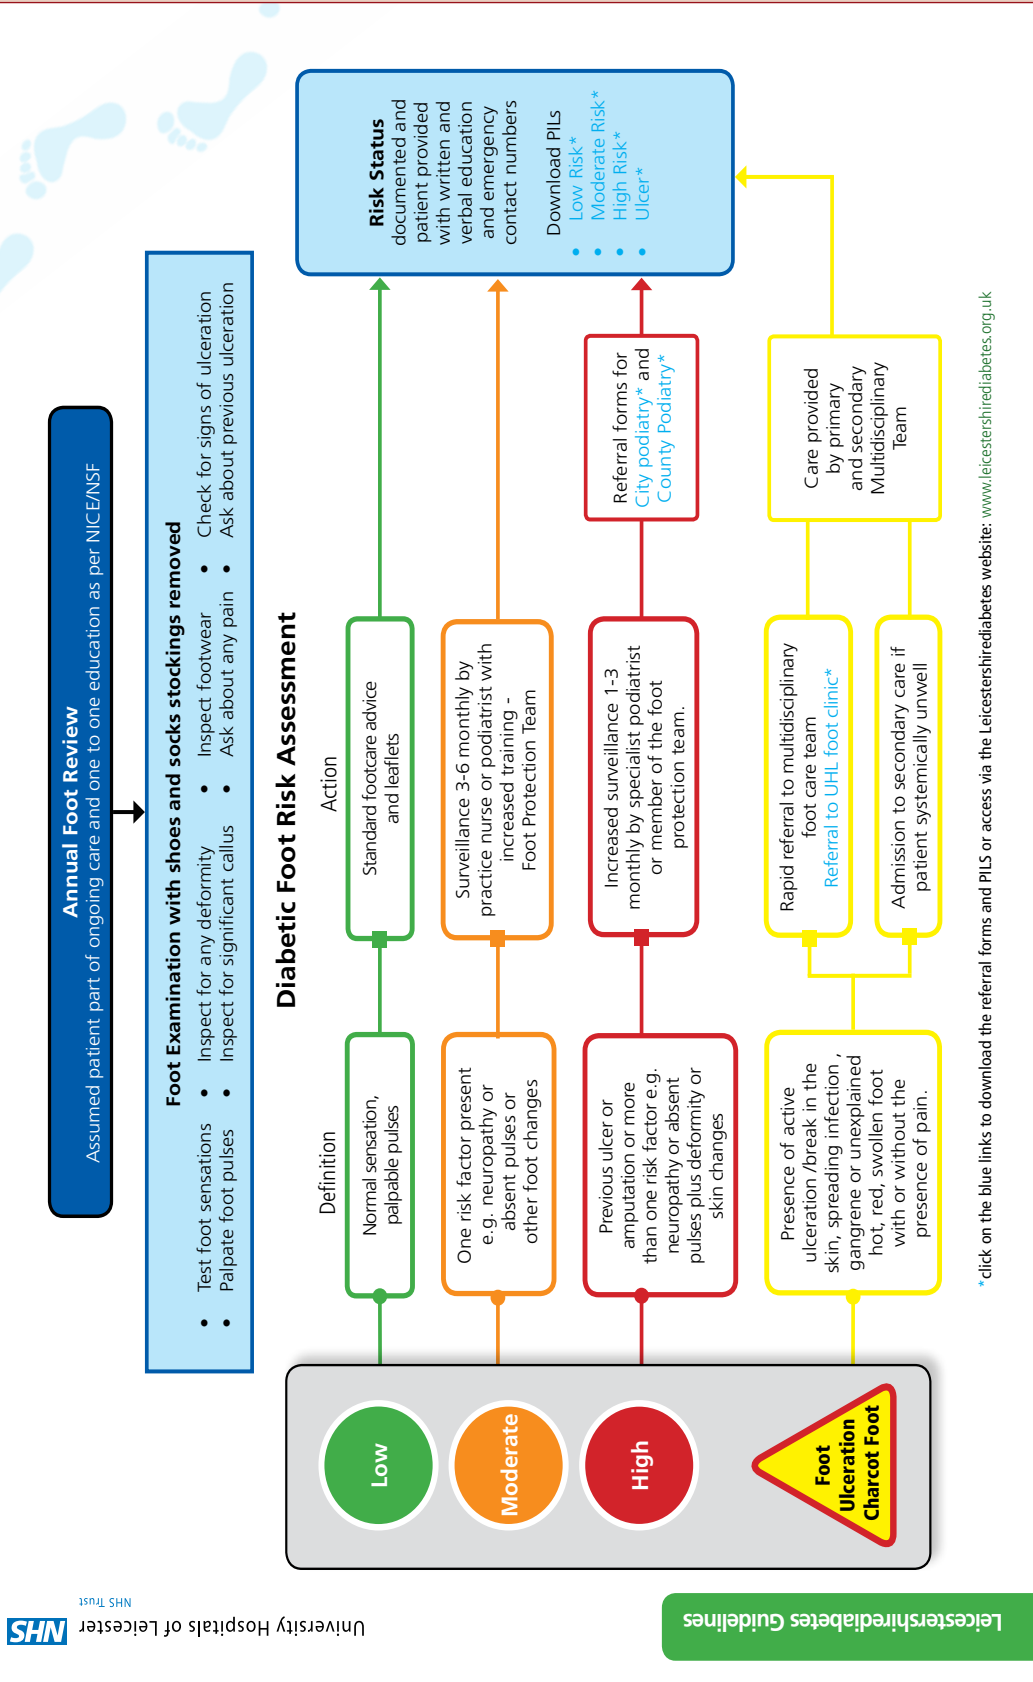 Annual Foot Review
Assumed patient part of ongoing care and one to one education as per NICE/NSF
Foot Examination with shoes and socks stockings removed
• Test foot sensations
• Palpate foot pulses
• Inspect for any deformity
• Inspect for significant callus
• Inspect footwear
• Ask about any pain
• Check for signs of ulceration
• Ask about previous ulceration
Diabetic Foot Risk Assessment
Definition
Action
Low
Normal sensation,
palpable pulses
Standard footcare advice
and leaflets
Moderate
One risk factor present
e.g. neuropathy or
absent pulses or
other foot changes
Surveillance 3-6 monthly by
practice nurse or podiatrist with
increased training -
Foot Protection Team
High
Previous ulcer or
amputation or more
than one risk factor e.g.
neuropathy or absent
pulses plus deformity or
skin changes
Increased surveillance 1-3
monthly by specialist podiatrist
or member of the foot
protection team.
Referral forms for
City podiatry* and
County Podiatry*
Foot
Ulceration
Charcot Foot
Presence of active
ulceration /break in the
skin, spreading infection ,
gangrene or unexplained
hot, red, swollen foot
with or without the
presence of pain.
Rapid referral to multidisciplinary
foot care team
Referral to UHL foot clinic*
Admission to secondary care if
patient systemically unwell
Care provided
by primary
and secondary
Multidisciplinary
Team
Risk Status
documented and
patient provided
with written and
verbal education
and emergency
contact numbers
Download PILs
• Low Risk*
• Moderate Risk*
• High Risk*
• Ulcer*
*click on the blue links to download the referral forms and PILS or access via the Leicestershirediabetes website: www.leicestershirediabetes.org.uk
University Hospitals of Leicester
NHS
NHS Trust
Leicestershirediabetes Guidelines